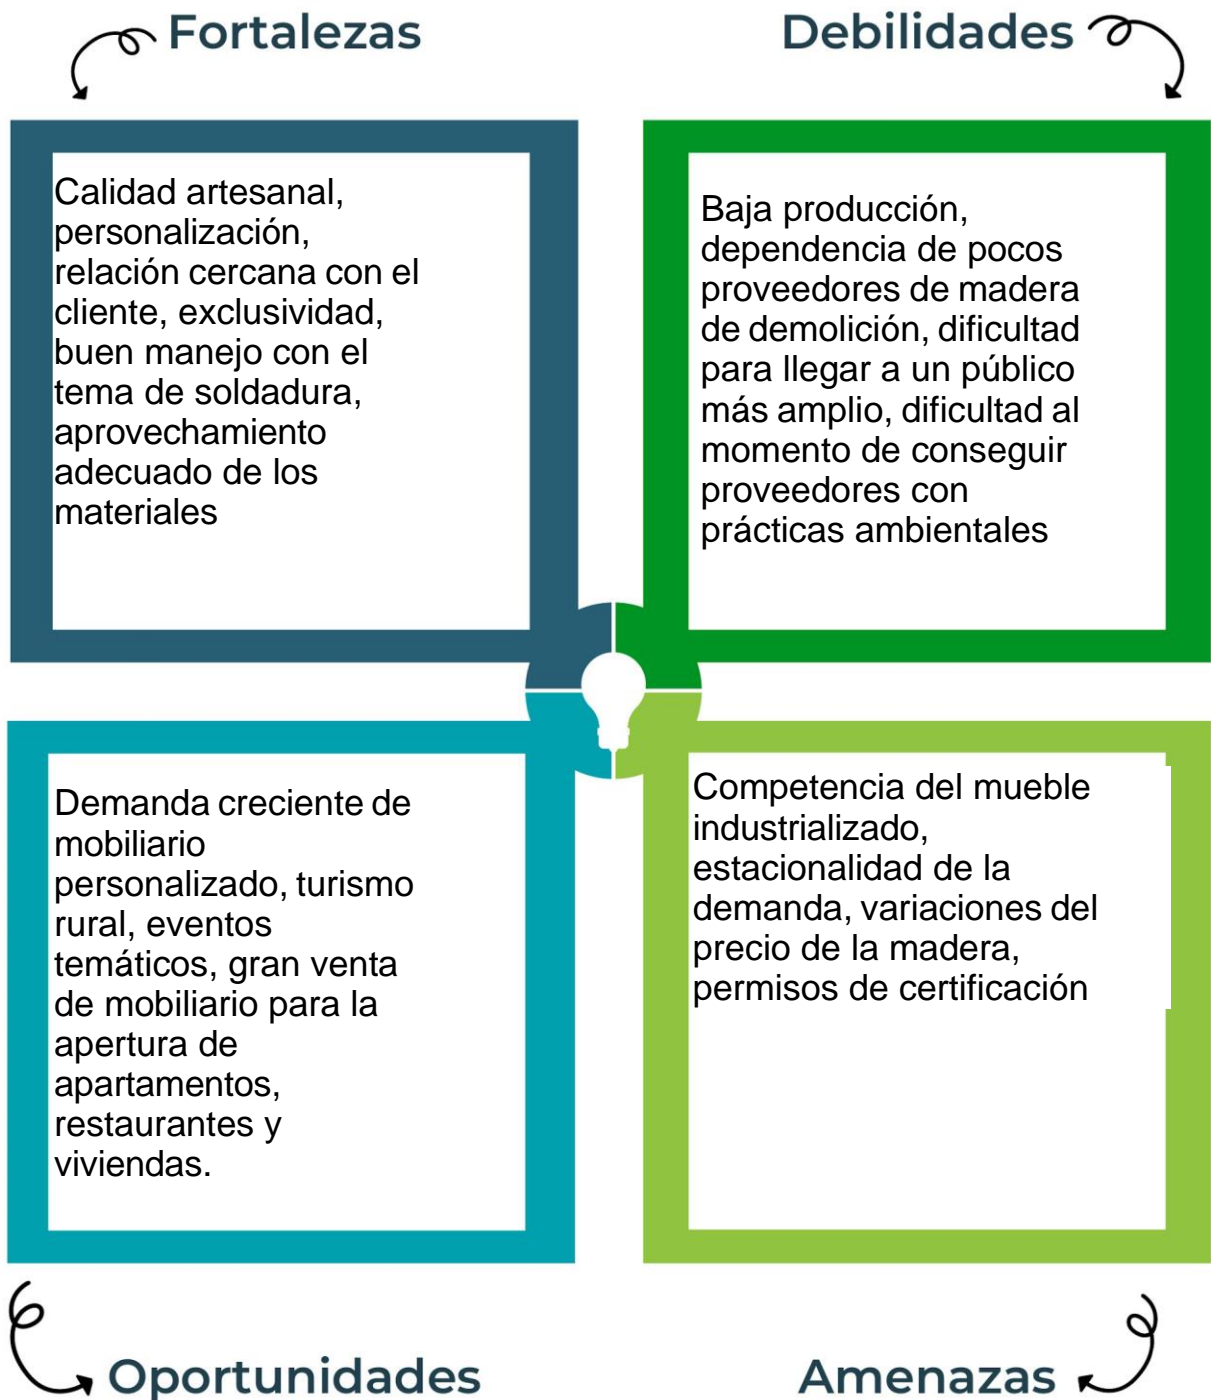 Fortalezas
Calidad artesanal,
personalización,
relación cercana con el
cliente, exclusividad,
buen manejo con el
tema de soldadura,
aprovechamiento
adecuado de los
materiales
Debilidades
Baja producción,
dependencia de pocos
proveedores de madera
de demolición, dificultad
para llegar a un público
más amplio, dificultad al
momento de conseguir
proveedores con
prácticas ambientales
Demanda creciente de
mobiliario
personalizado, turismo
rural, eventos
temáticos, gran venta
de mobiliario para la
apertura de
apartamentos,
restaurantes y
viviendas.
Oportunidades
Competencia del mueble
industrializado,
estacionalidad de la
demanda, variaciones del
precio de la madera,
permisos de certificación
Amenazas